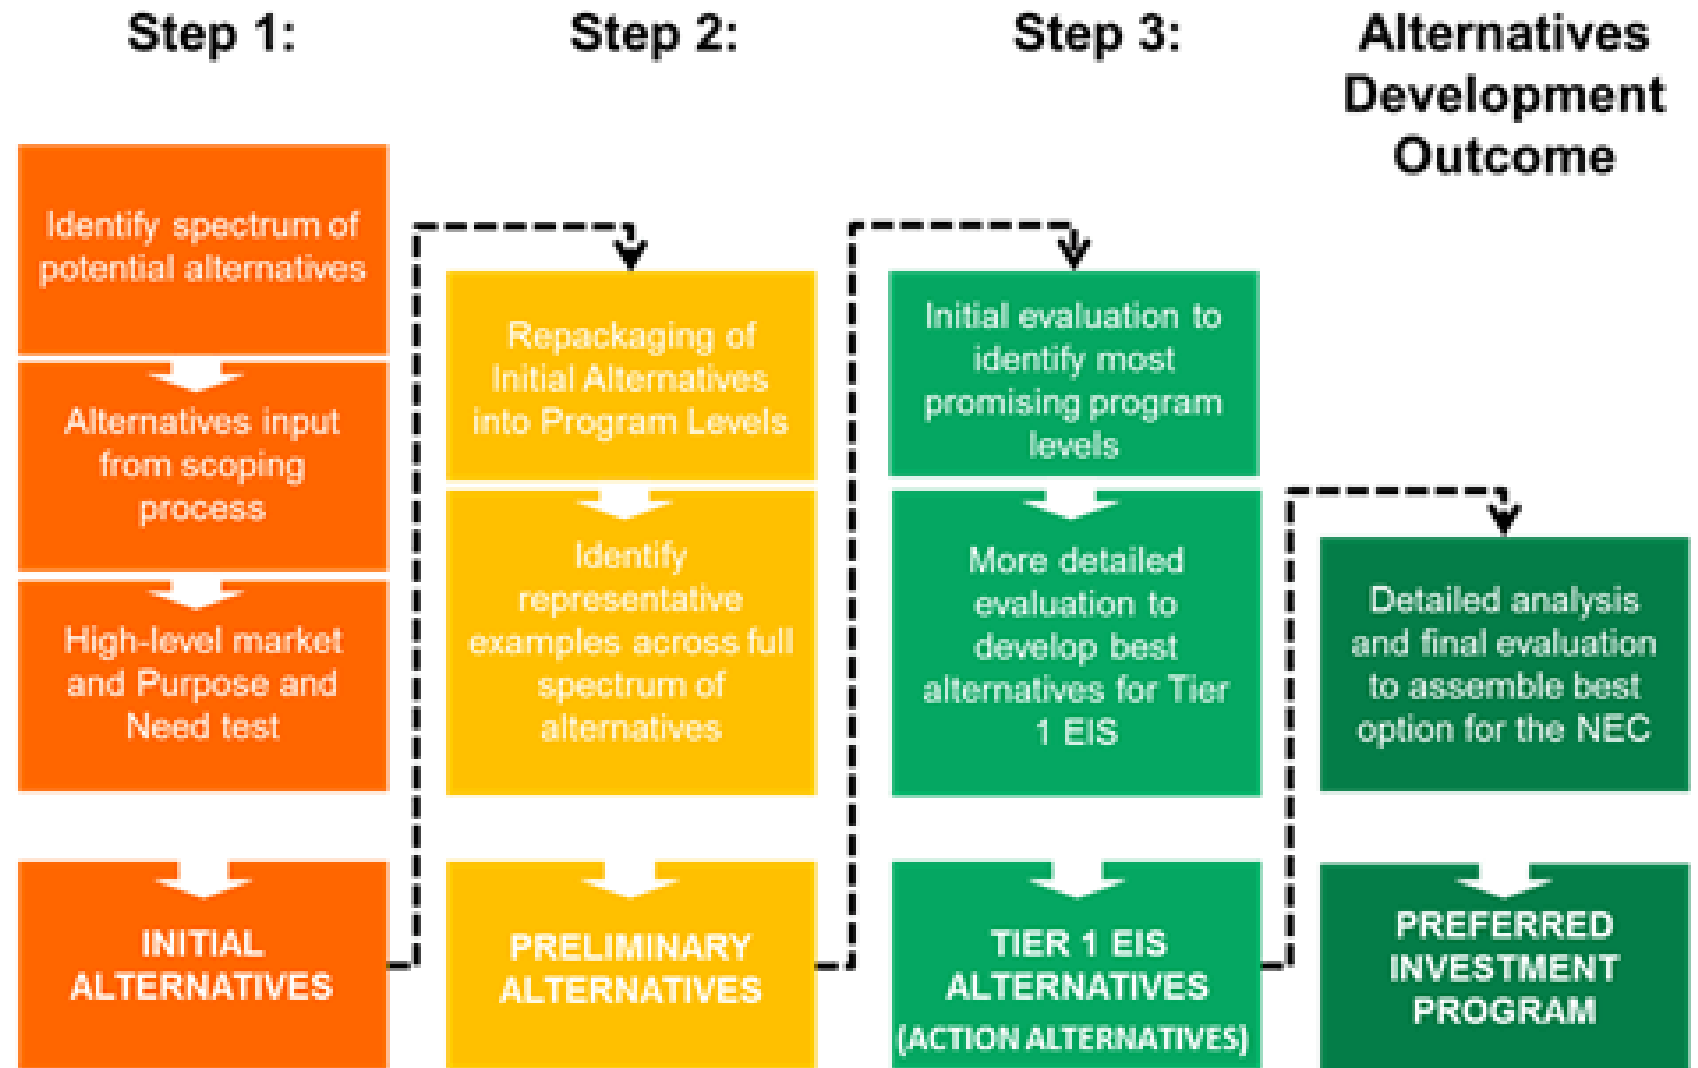 Step 1:
Identify spectrum of
potential alternatives
Alternatives input
from scoping
process
High-level market
and Purpose and
Need test
INITIAL
ALTERNATIVES
Step 2:
Repackaging of
Initial Alternatives
into Program Levels
Identify
representative
examples across full
spectrum of
alternatives
PRELIMINARY
ALTERNATIVES
Step 3:
Initial evaluation to
identify most
promising program
levels
More detailed
evaluation to
develop best
alternatives for Tier
1 EIS
TIER 1 EIS
ALTERNATIVES
(ACTION ALTERNATIVES)
Alternatives
Development
Outcome
Detailed analysis
and final evaluation
to assemble best
option for the NEC
PREFERRED
INVESTMENT
PROGRAM